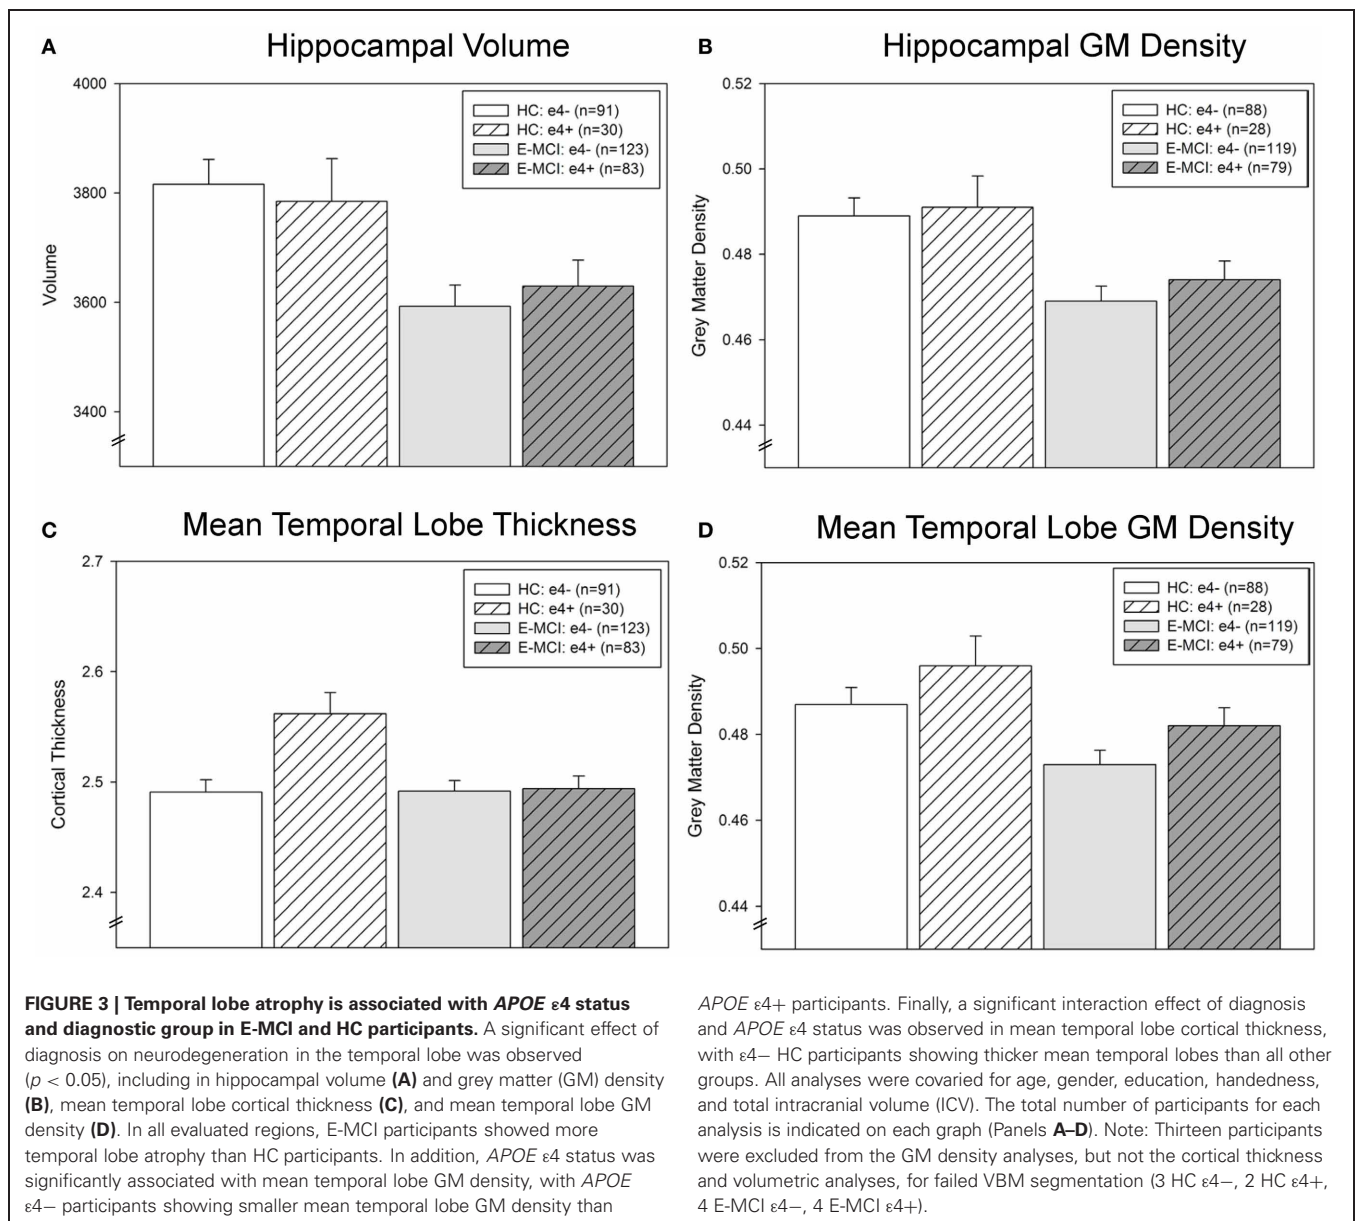 A
Hippocampal Volume
4000
3800
3600
3400
Volume
HC: e4- (n=91)
HC: e4+ (n=30)
E-MCI: e4- (n=123)
E-MCI: e4+ (n=83)
B
Hippocampal GM Density
0.52
0.50
0.48
0.46
0.44
Grey Matter Density
HC: e4- (n=88)
HC: e4+ (n=28)
E-MCI: e4- (n=119)
E-MCI: e4+ (n=79)
C
Mean Temporal Lobe Thickness
2.7
2.6
2.5
2.4
Cortical Thickness
HC: e4- (n=91)
HC: e4+ (n=30)
E-MCI: e4- (n=123)
E-MCI: e4+ (n=83)
D
Mean Temporal Lobe GM Density
0.52
0.50
0.48
0.46
0.44
Grey Matter Density
HC: e4- (n=88)
HC: e4+ (n=28)
E-MCI: e4- (n=119)
E-MCI: e4+ (n=79)
FIGURE 3 | Temporal lobe atrophy is associated with APOE ε4 status
and diagnostic group in E-MCI and HC participants. A significant effect of
diagnosis on neurodegeneration in the temporal lobe was observed
(p < 0.05), including in hippocampal volume (A) and grey matter (GM) density
(B), mean temporal lobe cortical thickness (C), and mean temporal lobe GM
density (D). In all evaluated regions, E-MCI participants showed more
temporal lobe atrophy than HC participants. In addition, APOE ε4 status was
significantly associated with mean temporal lobe GM density, with APOE
ε4− participants showing smaller mean temporal lobe GM density than
APOE ε4+ participants. Finally, a significant interaction effect of diagnosis
and APOE ε4 status was observed in mean temporal lobe cortical thickness,
with ε4− HC participants showing thicker mean temporal lobes than all other
groups. All analyses were covaried for age, gender, education, handedness,
and total intracranial volume (ICV). The total number of participants for each
analysis is indicated on each graph (Panels A–D). Note: Thirteen participants
were excluded from the GM density analyses, but not the cortical thickness
and volumetric analyses, for failed VBM segmentation (3 HC ε4−, 2 HC ε4+,
4 E-MCI ε4−, 4 E-MCI ε4+).